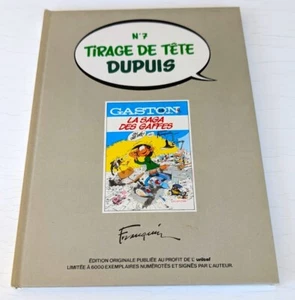 N°7
TIRAGE DE TÊTE
DUPUIS
GASTON
LA SAGA
DES GAFFES
Franquin
ÉDITION ORIGINALE PUBLIÉE AU PROFIT DE L' unicef
LIMITÉE À 6000 EXEMPLAIRES NUMÉROTÉS ET SIGNÉS PAR L'AUTEUR.